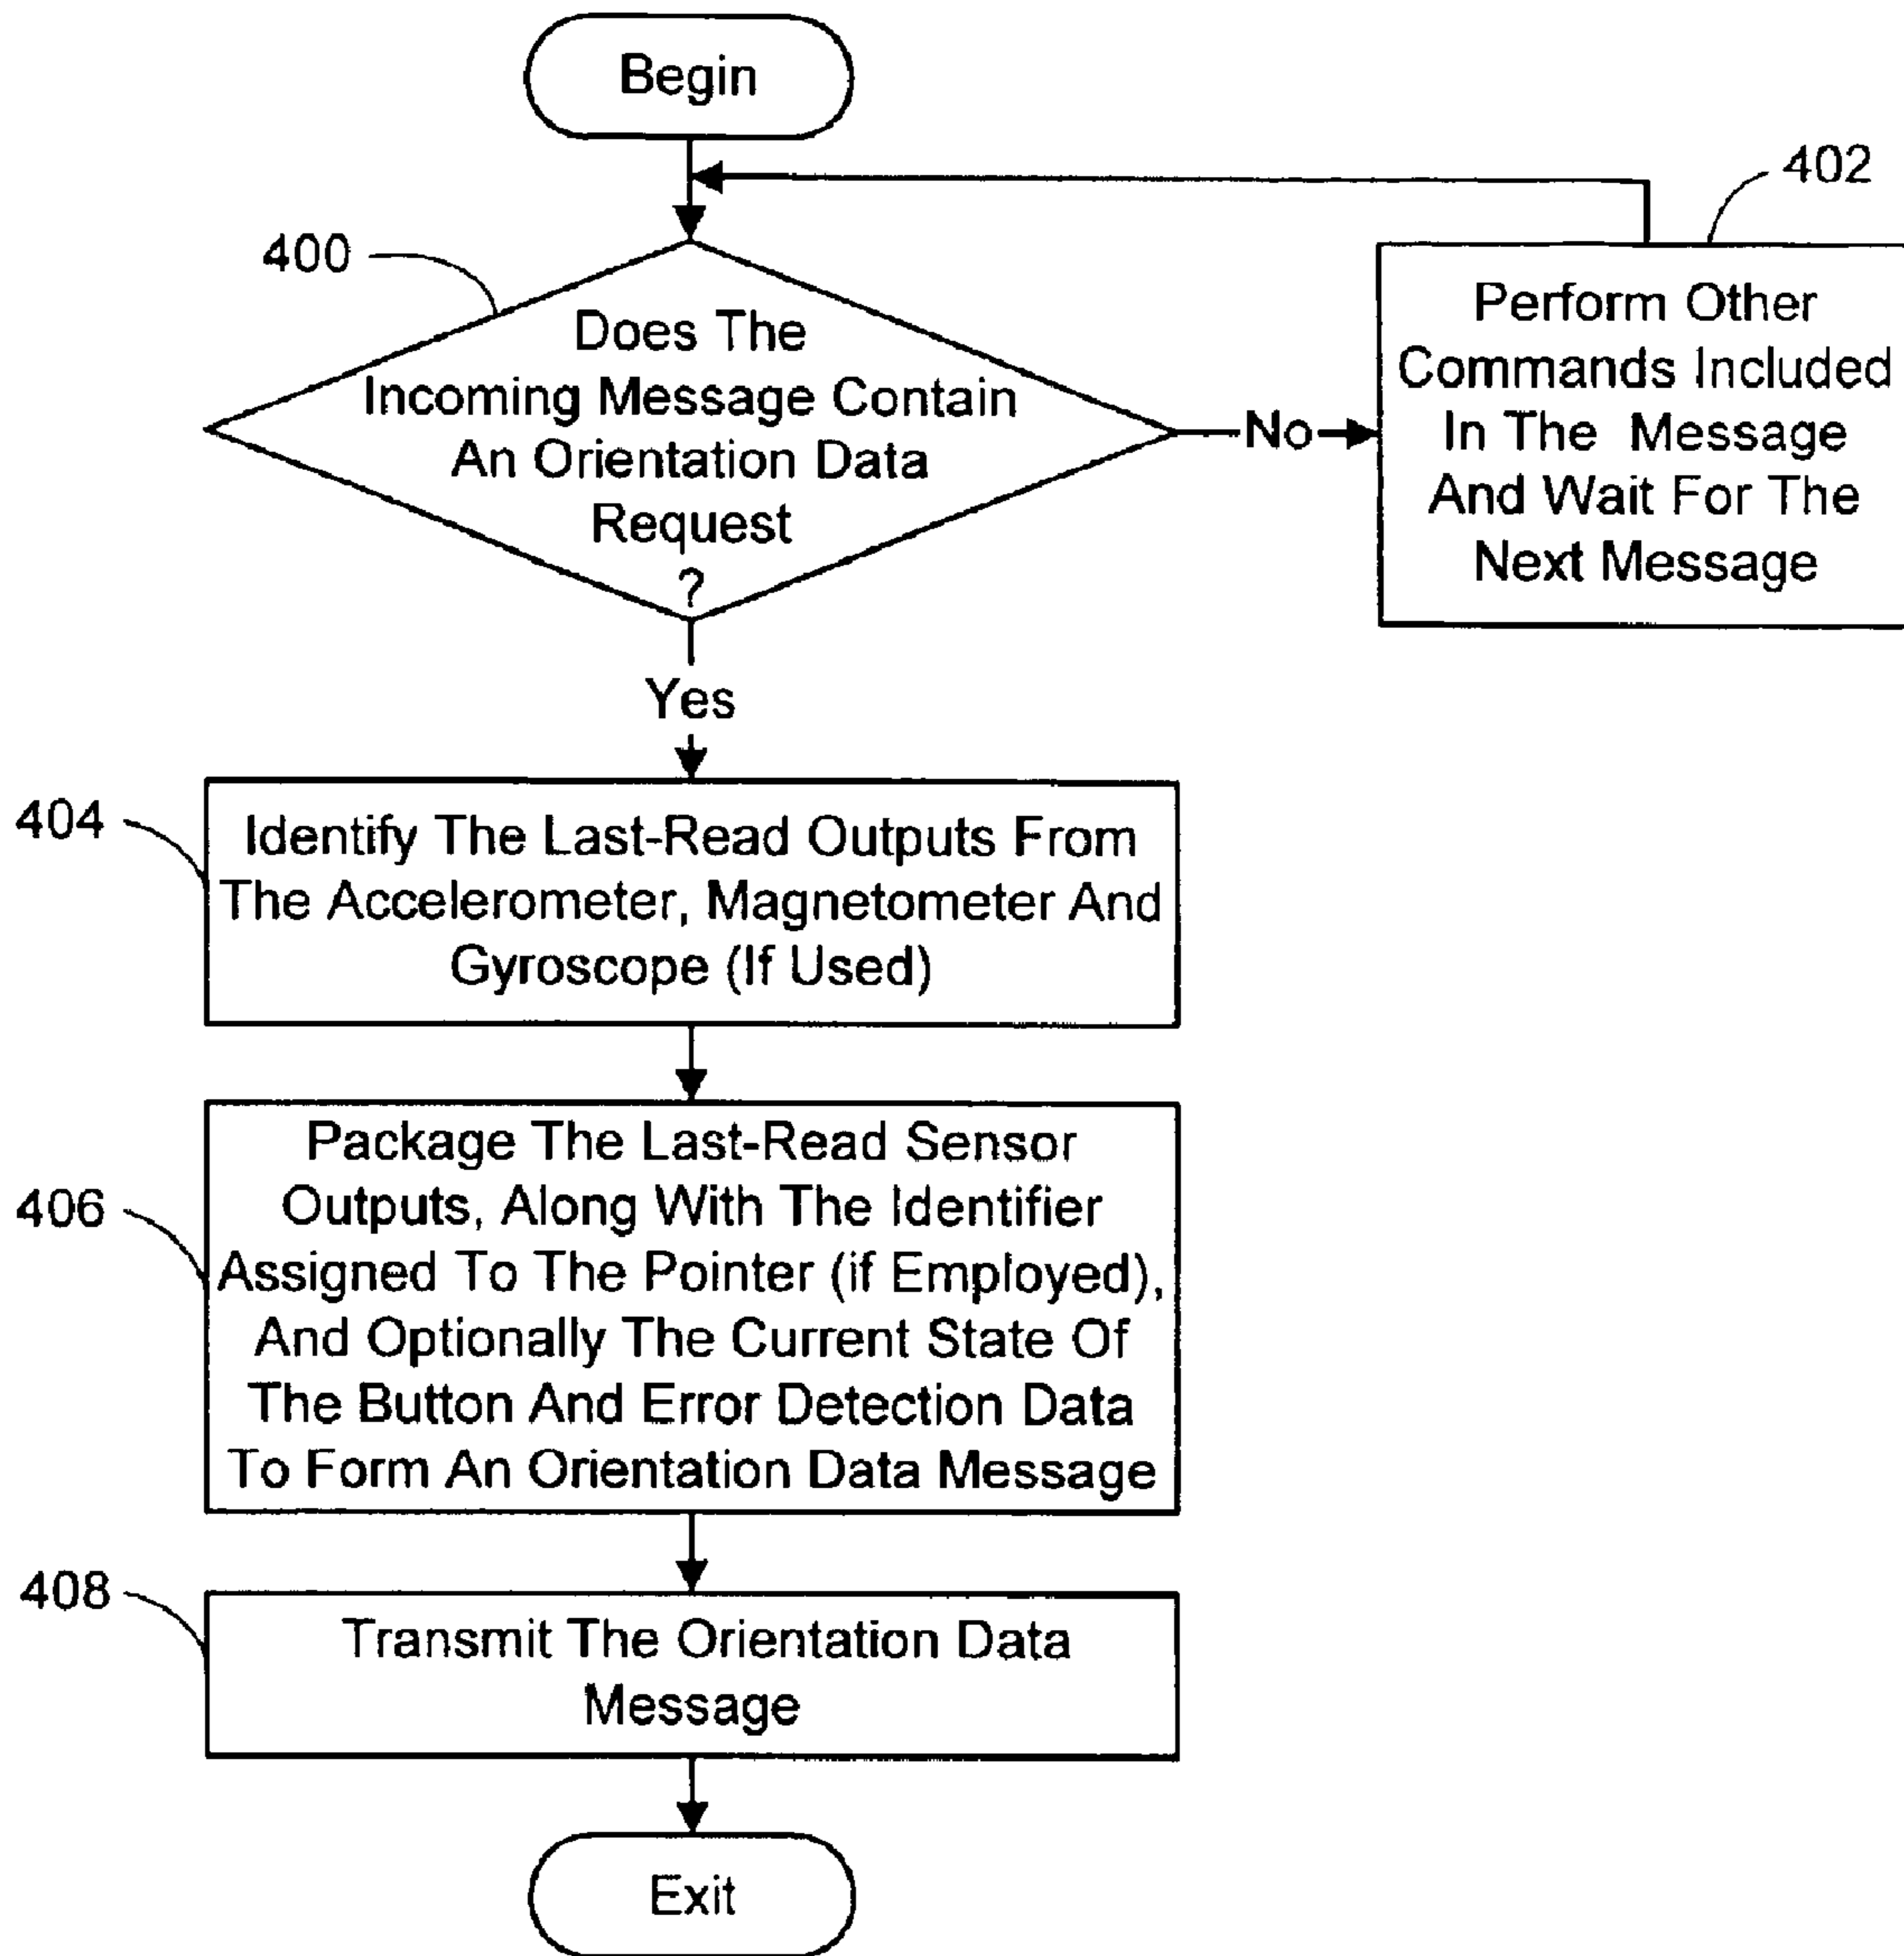 Begin
402
400
Does The
Incoming Message Contain
An Orientation Data
Request
?
No
Perform Other
Commands Included
In The Message
And Wait For The
Next Message
Yes
404
Identify The Last-Read Outputs From
The Accelerometer, Magnetometer And
Gyroscope (If Used)
406
Package The Last-Read Sensor
Outputs, Along With The Identifier
Assigned To The Pointer (if Employed),
And Optionally The Current State Of
The Button And Error Detection Data
To Form An Orientation Data Message
408
Transmit The Orientation Data
Message
Exit